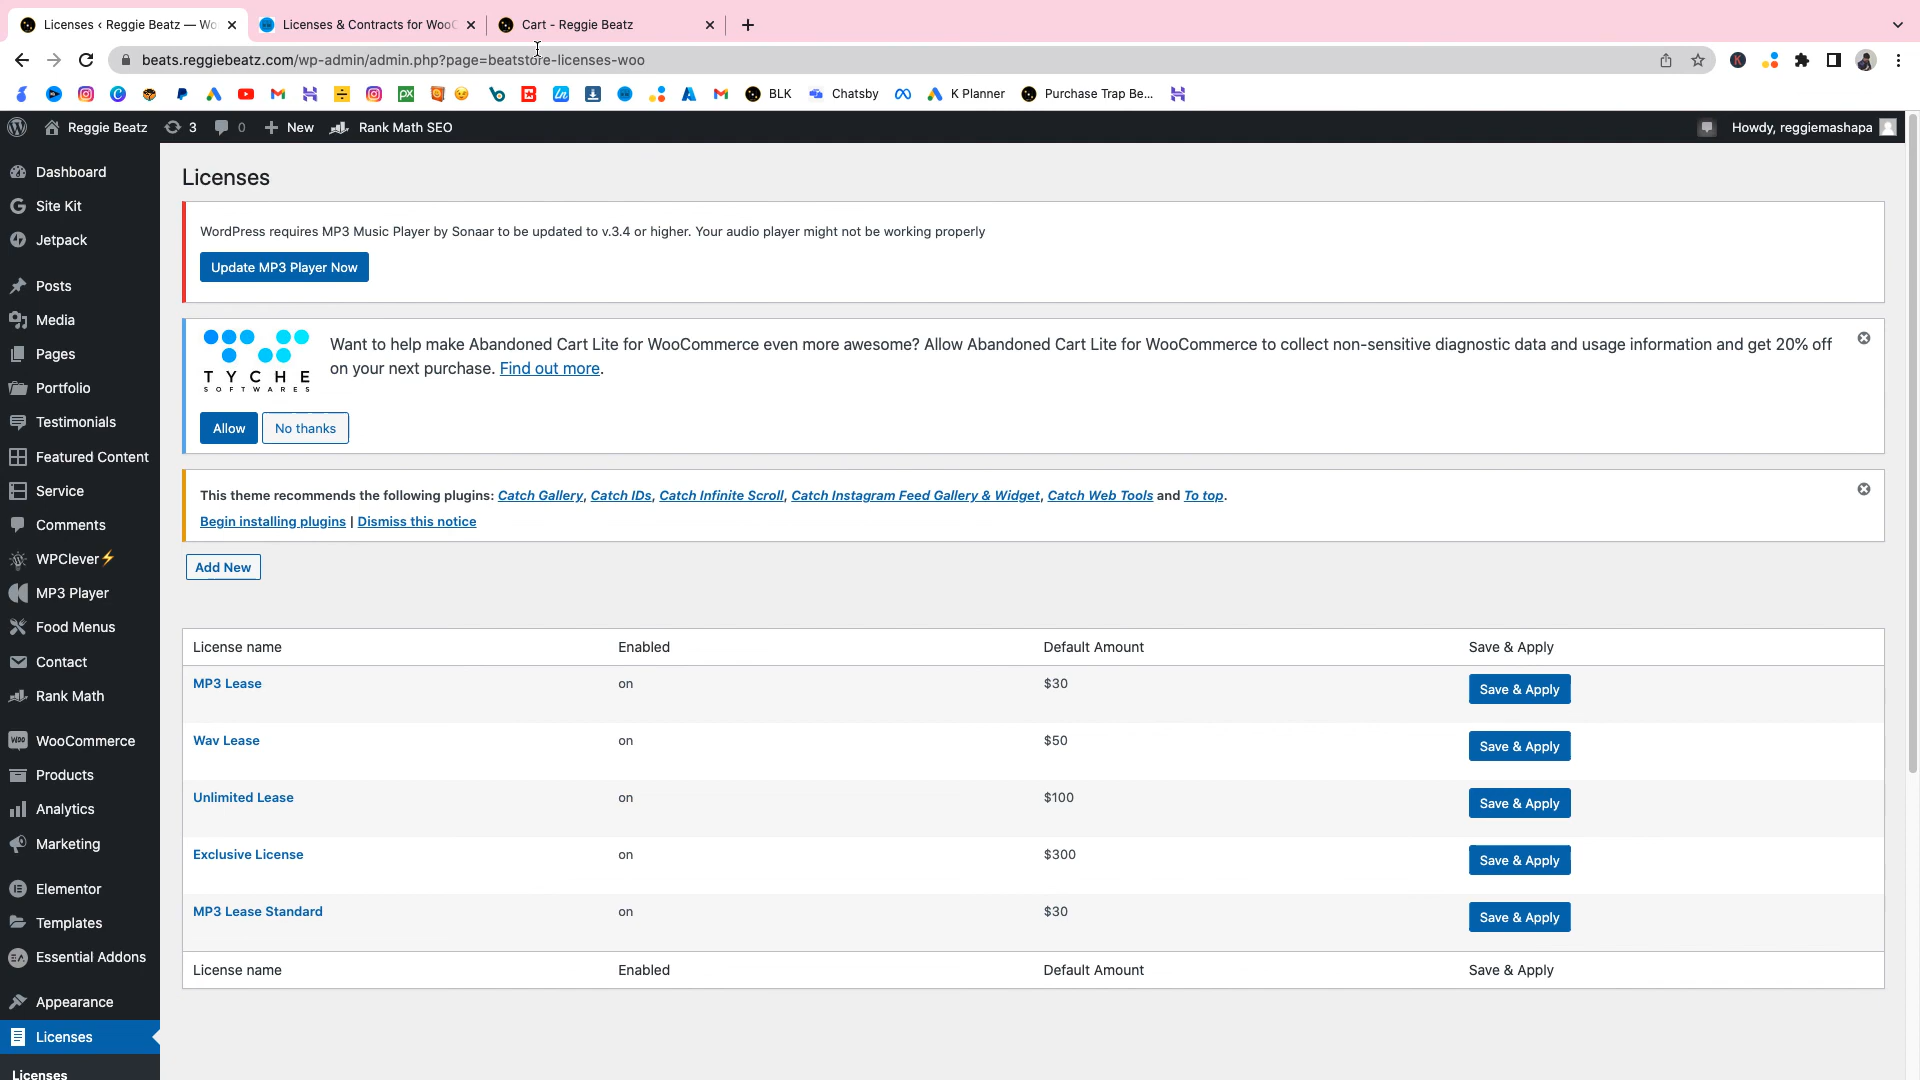 Licenses ‹ Reggie Beatz — Wo
Licenses & Contracts for WooC
Cart - Reggie Beatz
beats.reggiebeatz.com/wp-admin/admin.php?page=beatstore-licenses-woo
BLK
Chatsby
K Planner
Purchase Trap Be...
Reggie Beatz
3
0
New
Rank Math SEO
Howdy, reggiemashapa
Dashboard
Site Kit
Jetpack
Posts
Media
Pages
Portfolio
Testimonials
Featured Content
Service
Comments
WPClever⚡
MP3 Player
Food Menus
Contact
Rank Math
WooCommerce
Products
Analytics
Marketing
Elementor
Templates
Essential Addons
Appearance
Licenses
Licenses
Licenses
WordPress requires MP3 Music Player by Sonaar to be updated to v.3.4 or higher. Your audio player might not be working properly
Update MP3 Player Now
TYCHE
SOFTWARES
Want to help make Abandoned Cart Lite for WooCommerce even more awesome? Allow Abandoned Cart Lite for WooCommerce to collect non-sensitive diagnostic data and usage information and get 20% off
on your next purchase. Find out more.
Allow
No thanks
This theme recommends the following plugins: Catch Gallery, Catch IDs, Catch Infinite Scroll, Catch Instagram Feed Gallery & Widget, Catch Web Tools and To top.
Begin installing plugins | Dismiss this notice
Add New
License name Enabled Default Amount Save & Apply
MP3 Lease on $30 Save & Apply
Wav Lease on $50 Save & Apply
Unlimited Lease on $100 Save & Apply
Exclusive License on $300 Save & Apply
MP3 Lease Standard on $30 Save & Apply
License name Enabled Default Amount Save & Apply